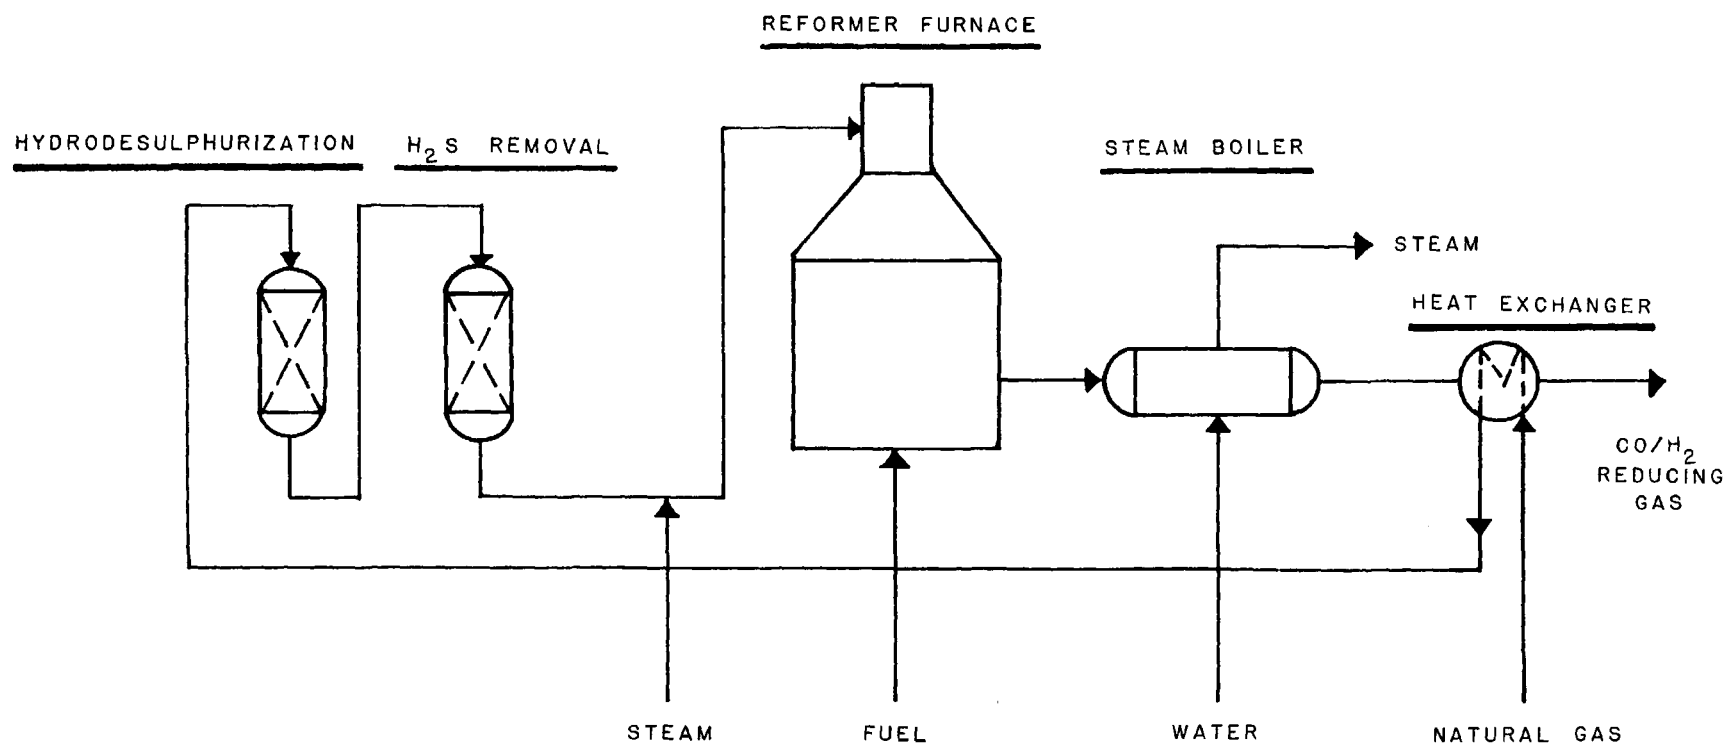 REFORMER FURNACE
HYDRODESULPHURIZATION
H2S REMOVAL
STEAM BOILER
STEAM
HEAT EXCHANGER
CO/H2
REDUCING
GAS
STEAM
FUEL
WATER
NATURAL GAS